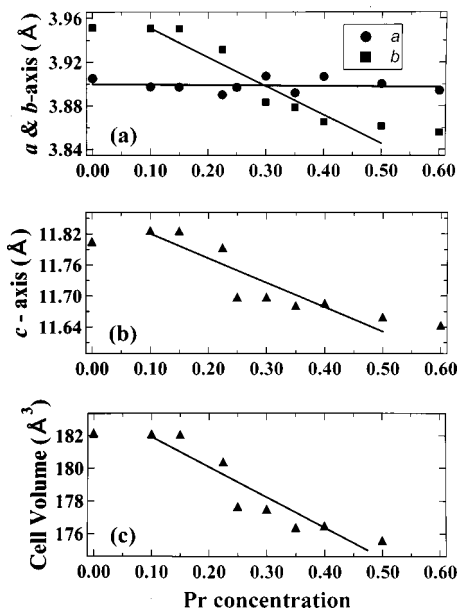 a & b-axis (Å)
3.96
3.92
3.88
3.84
a
b
(a)
0.00 0.10 0.20 0.30 0.40 0.50 0.60
c - axis (Å)
11.82
11.76
11.70
11.64
(b)
0.00 0.10 0.20 0.30 0.40 0.50 0.60
Cell Volume (Å3)
182
180
178
176
(c)
0.00 0.10 0.20 0.30 0.40 0.50 0.60
Pr concentration